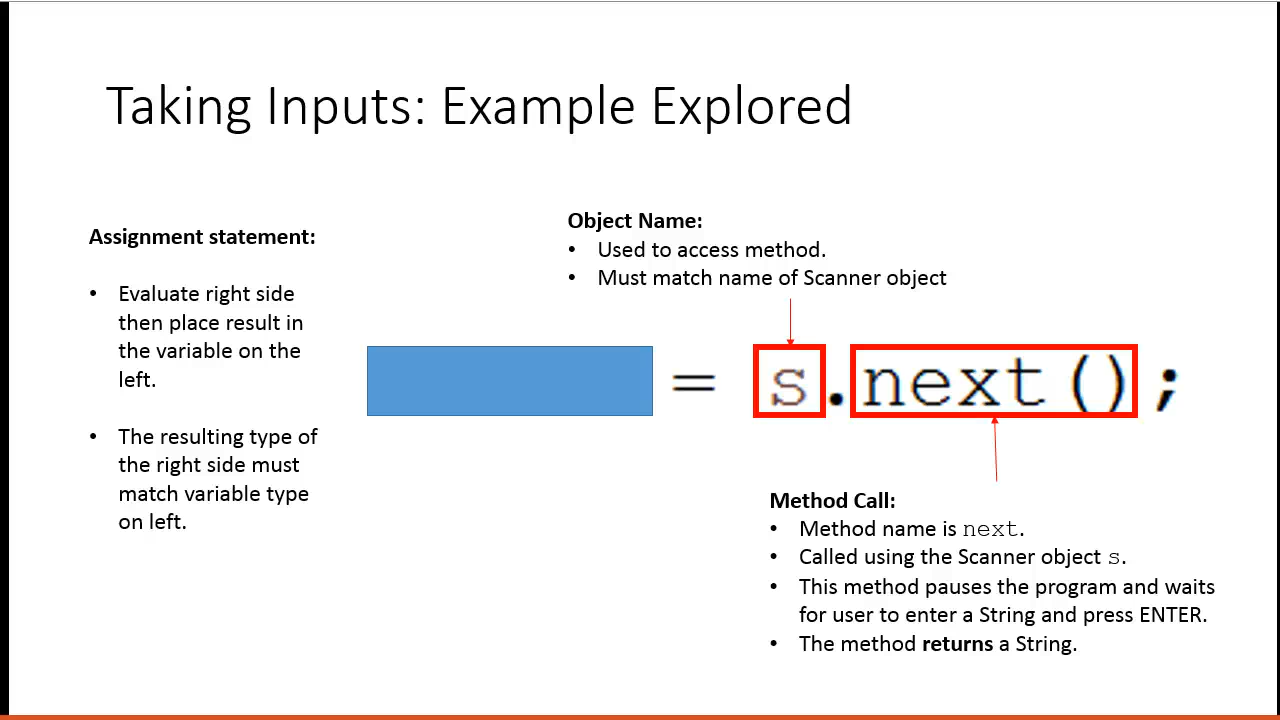 Taking Inputs: Example Explored
Assignment statement:
• Evaluate right side
then place result in
the variable on the
left.
• The resulting type of
the right side must
match variable type
on left.
Object Name:
• Used to access method.
• Must match name of Scanner object
= s.next();
Method Call:
• Method name is next.
• Called using the Scanner object s.
• This method pauses the program and waits
for user to enter a String and press ENTER.
• The method returns a String.